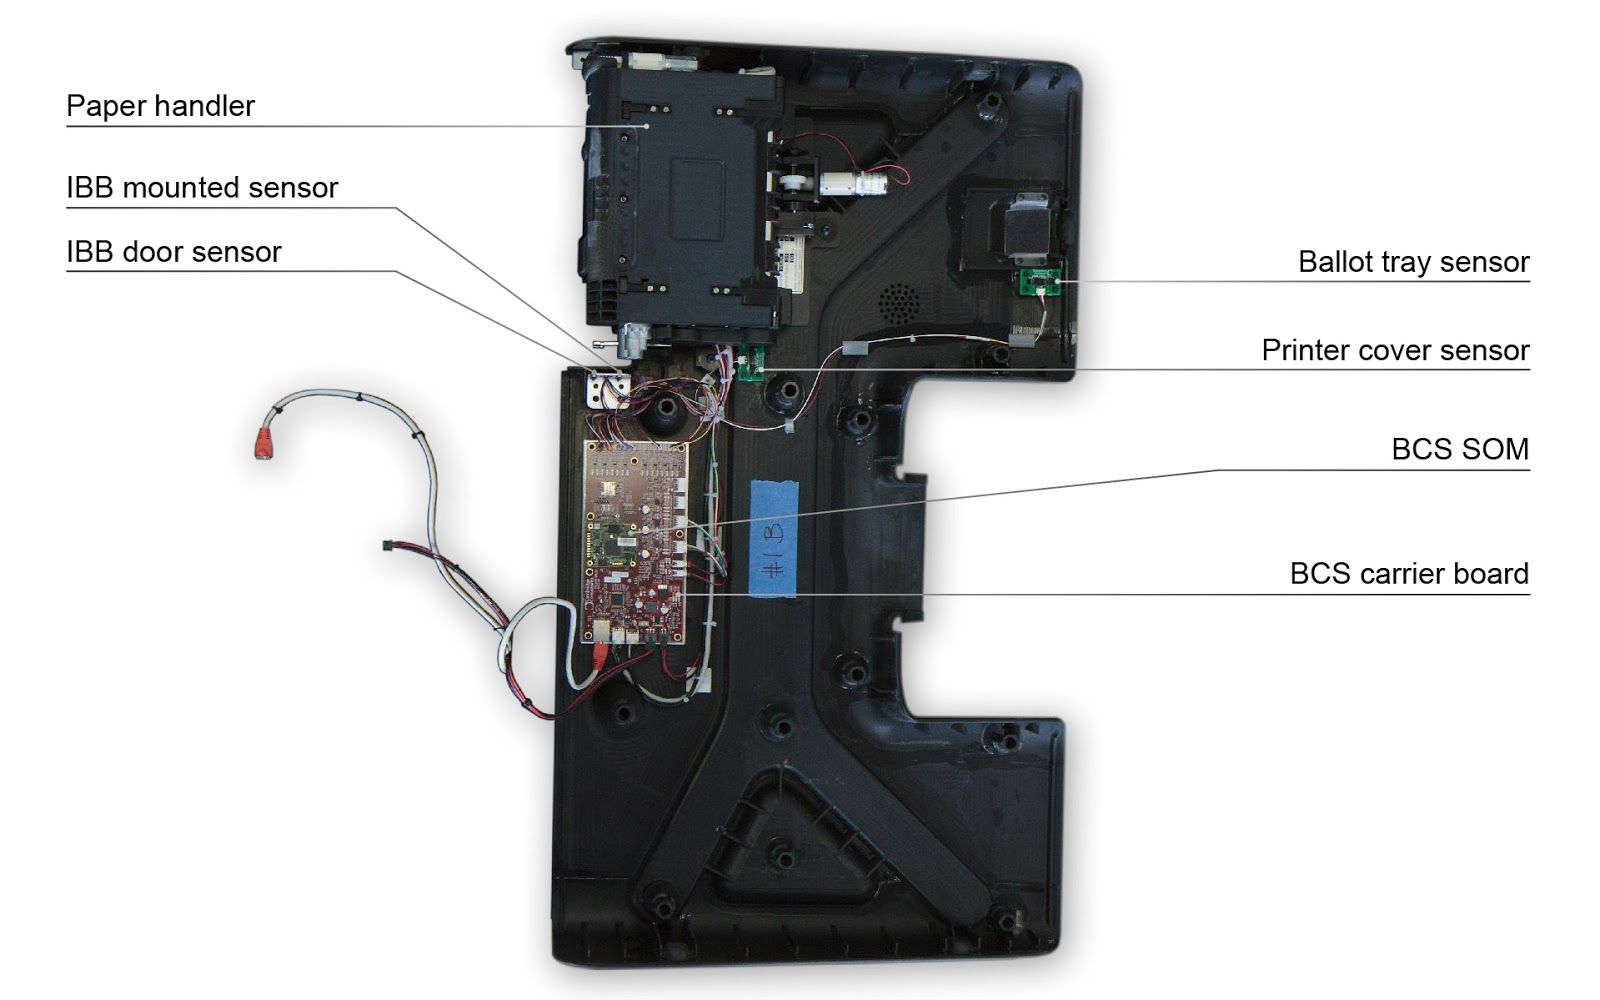 Paper handler
IBB mounted sensor
IBB door sensor
Ballot tray sensor
Printer cover sensor
BCS SOM
BCS carrier board
#1B